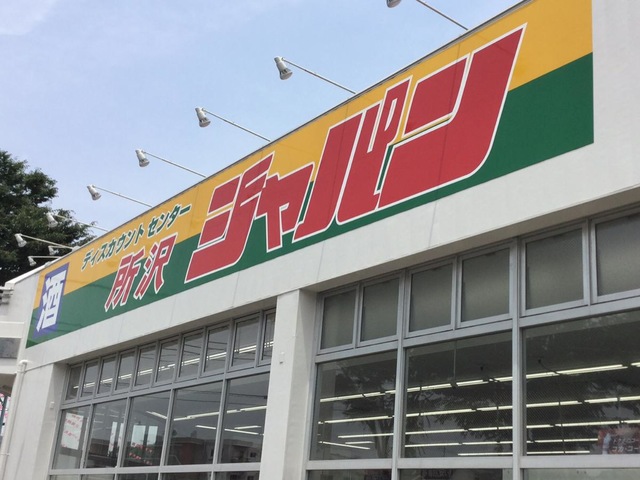 酒
ディスカウント センター
所沢
ジャパン